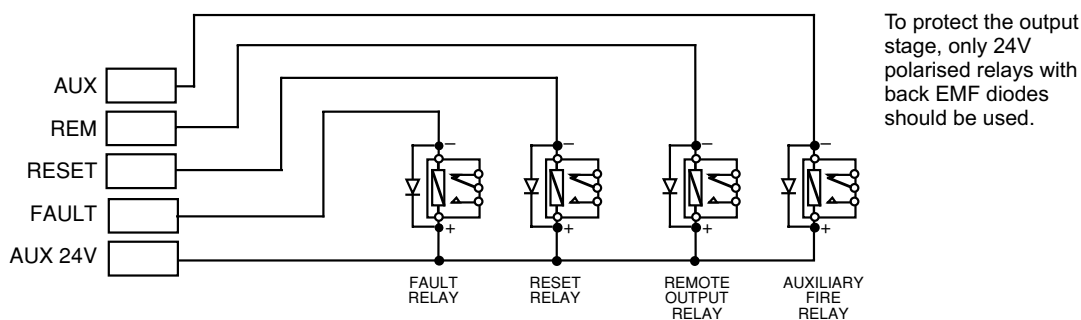 To protect the output
stage, only 24V
polarised relays with
back EMF diodes
should be used.
AUX
REM
RESET
FAULT
AUX 24V
–
–
–
–
+
+
+
+
FAULT
RELAY
RESET
RELAY
REMOTE
OUTPUT
RELAY
AUXILIARY
FIRE
RELAY